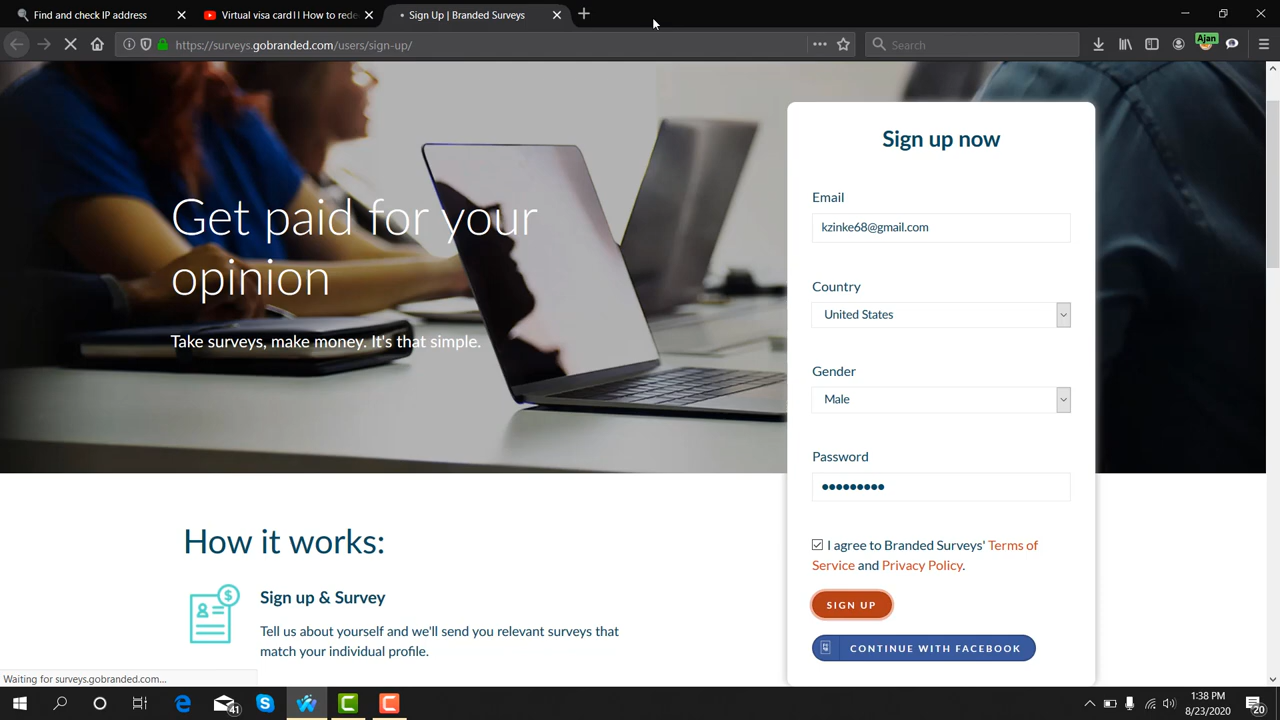 Find and check IP address
Virtual visa card II How to rede
Sign Up | Branded Surveys
https://surveys.gobranded.com/users/sign-up/
Search
Ajan
Get paid for your
opinion
Take surveys, make money. It's that simple.
Sign up now
Email
kzinke68@gmail.com
Country
United States
Gender
Male
Password
•••••••••
I agree to Branded Surveys' Terms of
Service and Privacy Policy.
SIGN UP
CONTINUE WITH FACEBOOK
How it works:
Sign up & Survey
Tell us about yourself and we'll send you relevant surveys that
match your individual profile.
Waiting for surveys.gobranded.com...
41
1:38 PM
8/23/2020
20